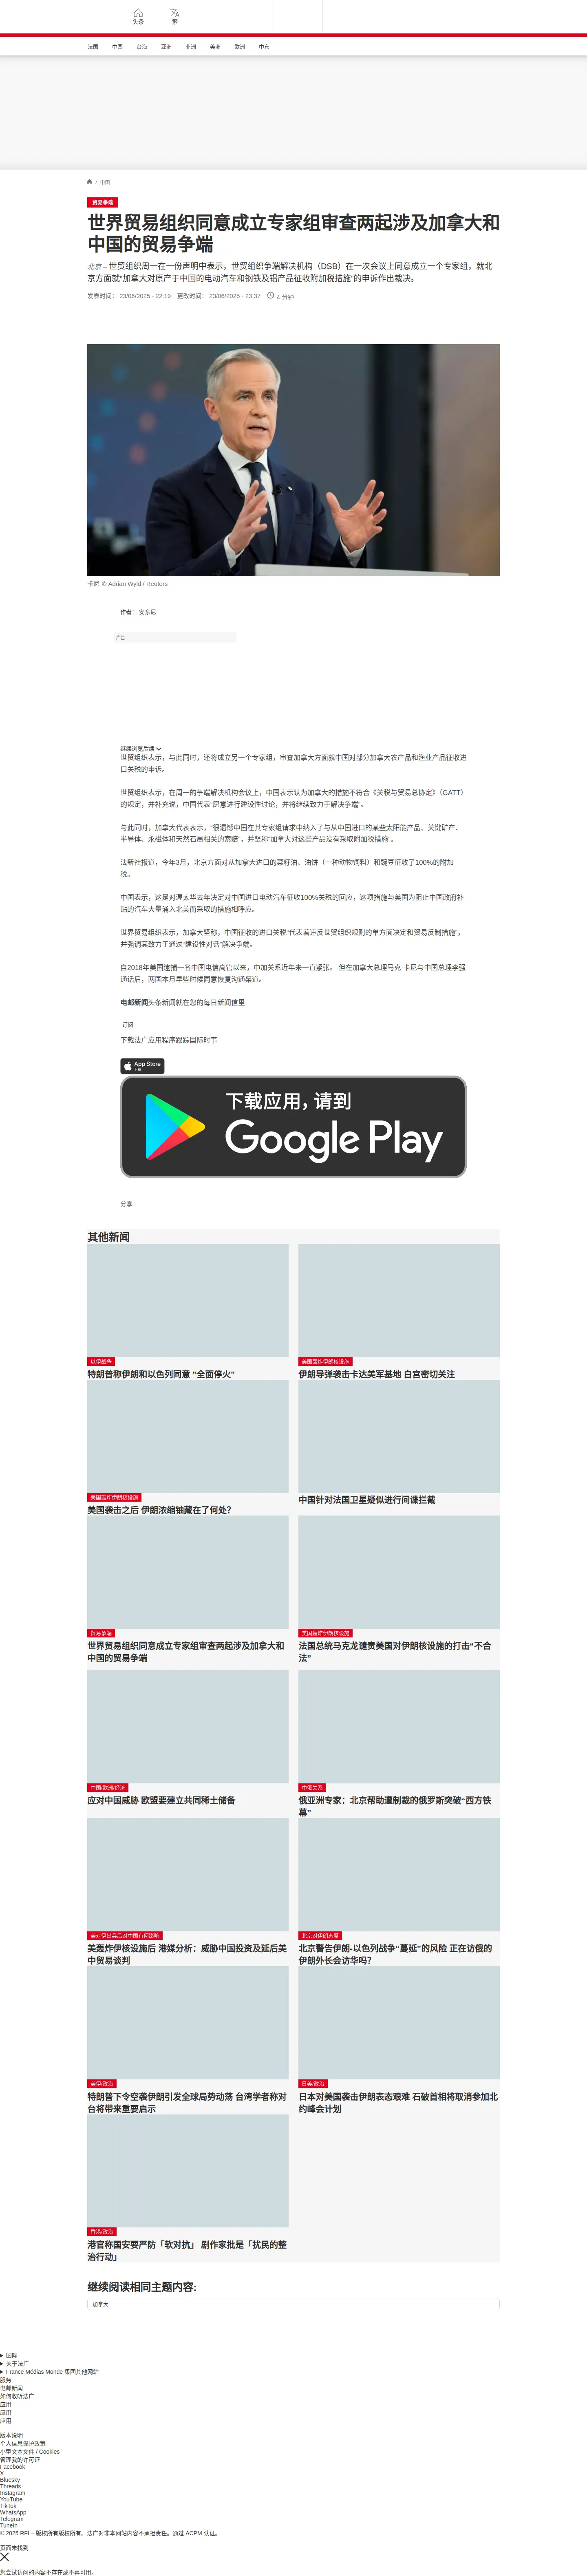 头条
繁
法国
中国
台海
亚洲
非洲
美洲
欧洲
中东
/ 中国
贸易争端
世界贸易组织同意成立专家组审查两起涉及加拿大和
中国的贸易争端
北京 – 世贸组织周一在一份声明中表示，世贸组织争端解决机构（DSB）在一次会议上同意成立一个专家组，就北
京方面就“加拿大对原产于中国的电动汽车和钢铁及铝产品征收附加税措施”的申诉作出裁决。
发表时间： 23/06/2025 - 22:19 更改时间： 23/06/2025 - 23:37 4 分钟
卡尼 © Adrian Wyld / Reuters
作者： 安东尼
广告
继续浏览后续
世贸组织表示，与此同时，还将成立另一个专家组，审查加拿大方面就中国对部分加拿大农产品和渔业产品征收进
口关税的申诉。
世贸组织表示，在周一的争端解决机构会议上，中国表示认为加拿大的措施不符合《关税与贸易总协定》（GATT）
的规定，并补充说，中国代表“愿意进行建设性讨论，并将继续致力于解决争端”。
与此同时，加拿大代表表示，“很遗憾中国在其专家组请求中纳入了与从中国进口的某些太阳能产品、关键矿产、
半导体、永磁体和天然石墨相关的索赔”，并坚称“加拿大对这些产品没有采取附加税措施”。
法新社报道，今年3月，北京方面对从加拿大进口的菜籽油、油饼（一种动物饲料）和豌豆征收了100%的附加
税。
中国表示，这是对渥太华去年决定对中国进口电动汽车征收100%关税的回应，这项措施与美国为阻止中国政府补
贴的汽车大量涌入北美而采取的措施相呼应。
世界贸易组织表示，加拿大坚称，中国征收的进口关税“代表着违反世贸组织规则的单方面决定和贸易反制措施”，
并强调其致力于通过“建设性对话”解决争端。
自2018年美国逮捕一名中国电信高管以来，中加关系近年来一直紧张。 但在加拿大总理马克·卡尼与中国总理李强
通话后，两国本月早些时候同意恢复沟通渠道。
电邮新闻头条新闻就在您的每日新闻信里
订阅
下载法广应用程序跟踪国际时事
App Store
下载
下载应用，请到
Google Play
分享 :
其他新闻
以伊战争
特朗普称伊朗和以色列同意 "全面停火"
美国轰炸伊朗核设施
伊朗导弹袭击卡达美军基地 白宫密切关注
美国轰炸伊朗核设施
美国袭击之后 伊朗浓缩铀藏在了何处?
中国针对法国卫星疑似进行间谍拦截
贸易争端
世界贸易组织同意成立专家组审查两起涉及加拿大和
中国的贸易争端
美国轰炸伊朗核设施
法国总统马克龙谴责美国对伊朗核设施的打击“不合
法”
中国/欧洲/经济
应对中国威胁 欧盟要建立共同稀土储备
中俄关系
俄亚洲专家：北京帮助遭制裁的俄罗斯突破“西方铁
幕”
美对伊出兵后对中国有何影响
美轰炸伊核设施后 港媒分析：威胁中国投资及延后美
中贸易谈判
北京对伊朗态度
北京警告伊朗-以色列战争“蔓延”的风险 正在访俄的
伊朗外长会访华吗？
美伊/政治
特朗普下令空袭伊朗引发全球局势动荡 台湾学者称对
台将带来重要启示
日美/政治
日本对美国袭击伊朗表态艰难 石破首相将取消参加北
约峰会计划
香港/政治
港官称国安要严防「软对抗」 剧作家批是「扰民的整
治行动」
继续阅读相同主题内容:
加拿大
国际
关于法广
France Médias Monde 集团其他网站
服务
电邮新闻
如何收听法广
应用
应用
应用
版本说明
个人信息保护政策
小型文本文件 / Cookies
管理我的许可证
Facebook
X
Bluesky
Threads
Instagram
YouTube
TikTok
WhatsApp
Telegram
TuneIn
© 2025 RFI – 版权所有版权所有。法广对非本网站内容不承担责任。通过 ACPM 认证。
页面未找到
您尝试访问的内容不存在或不再可用。